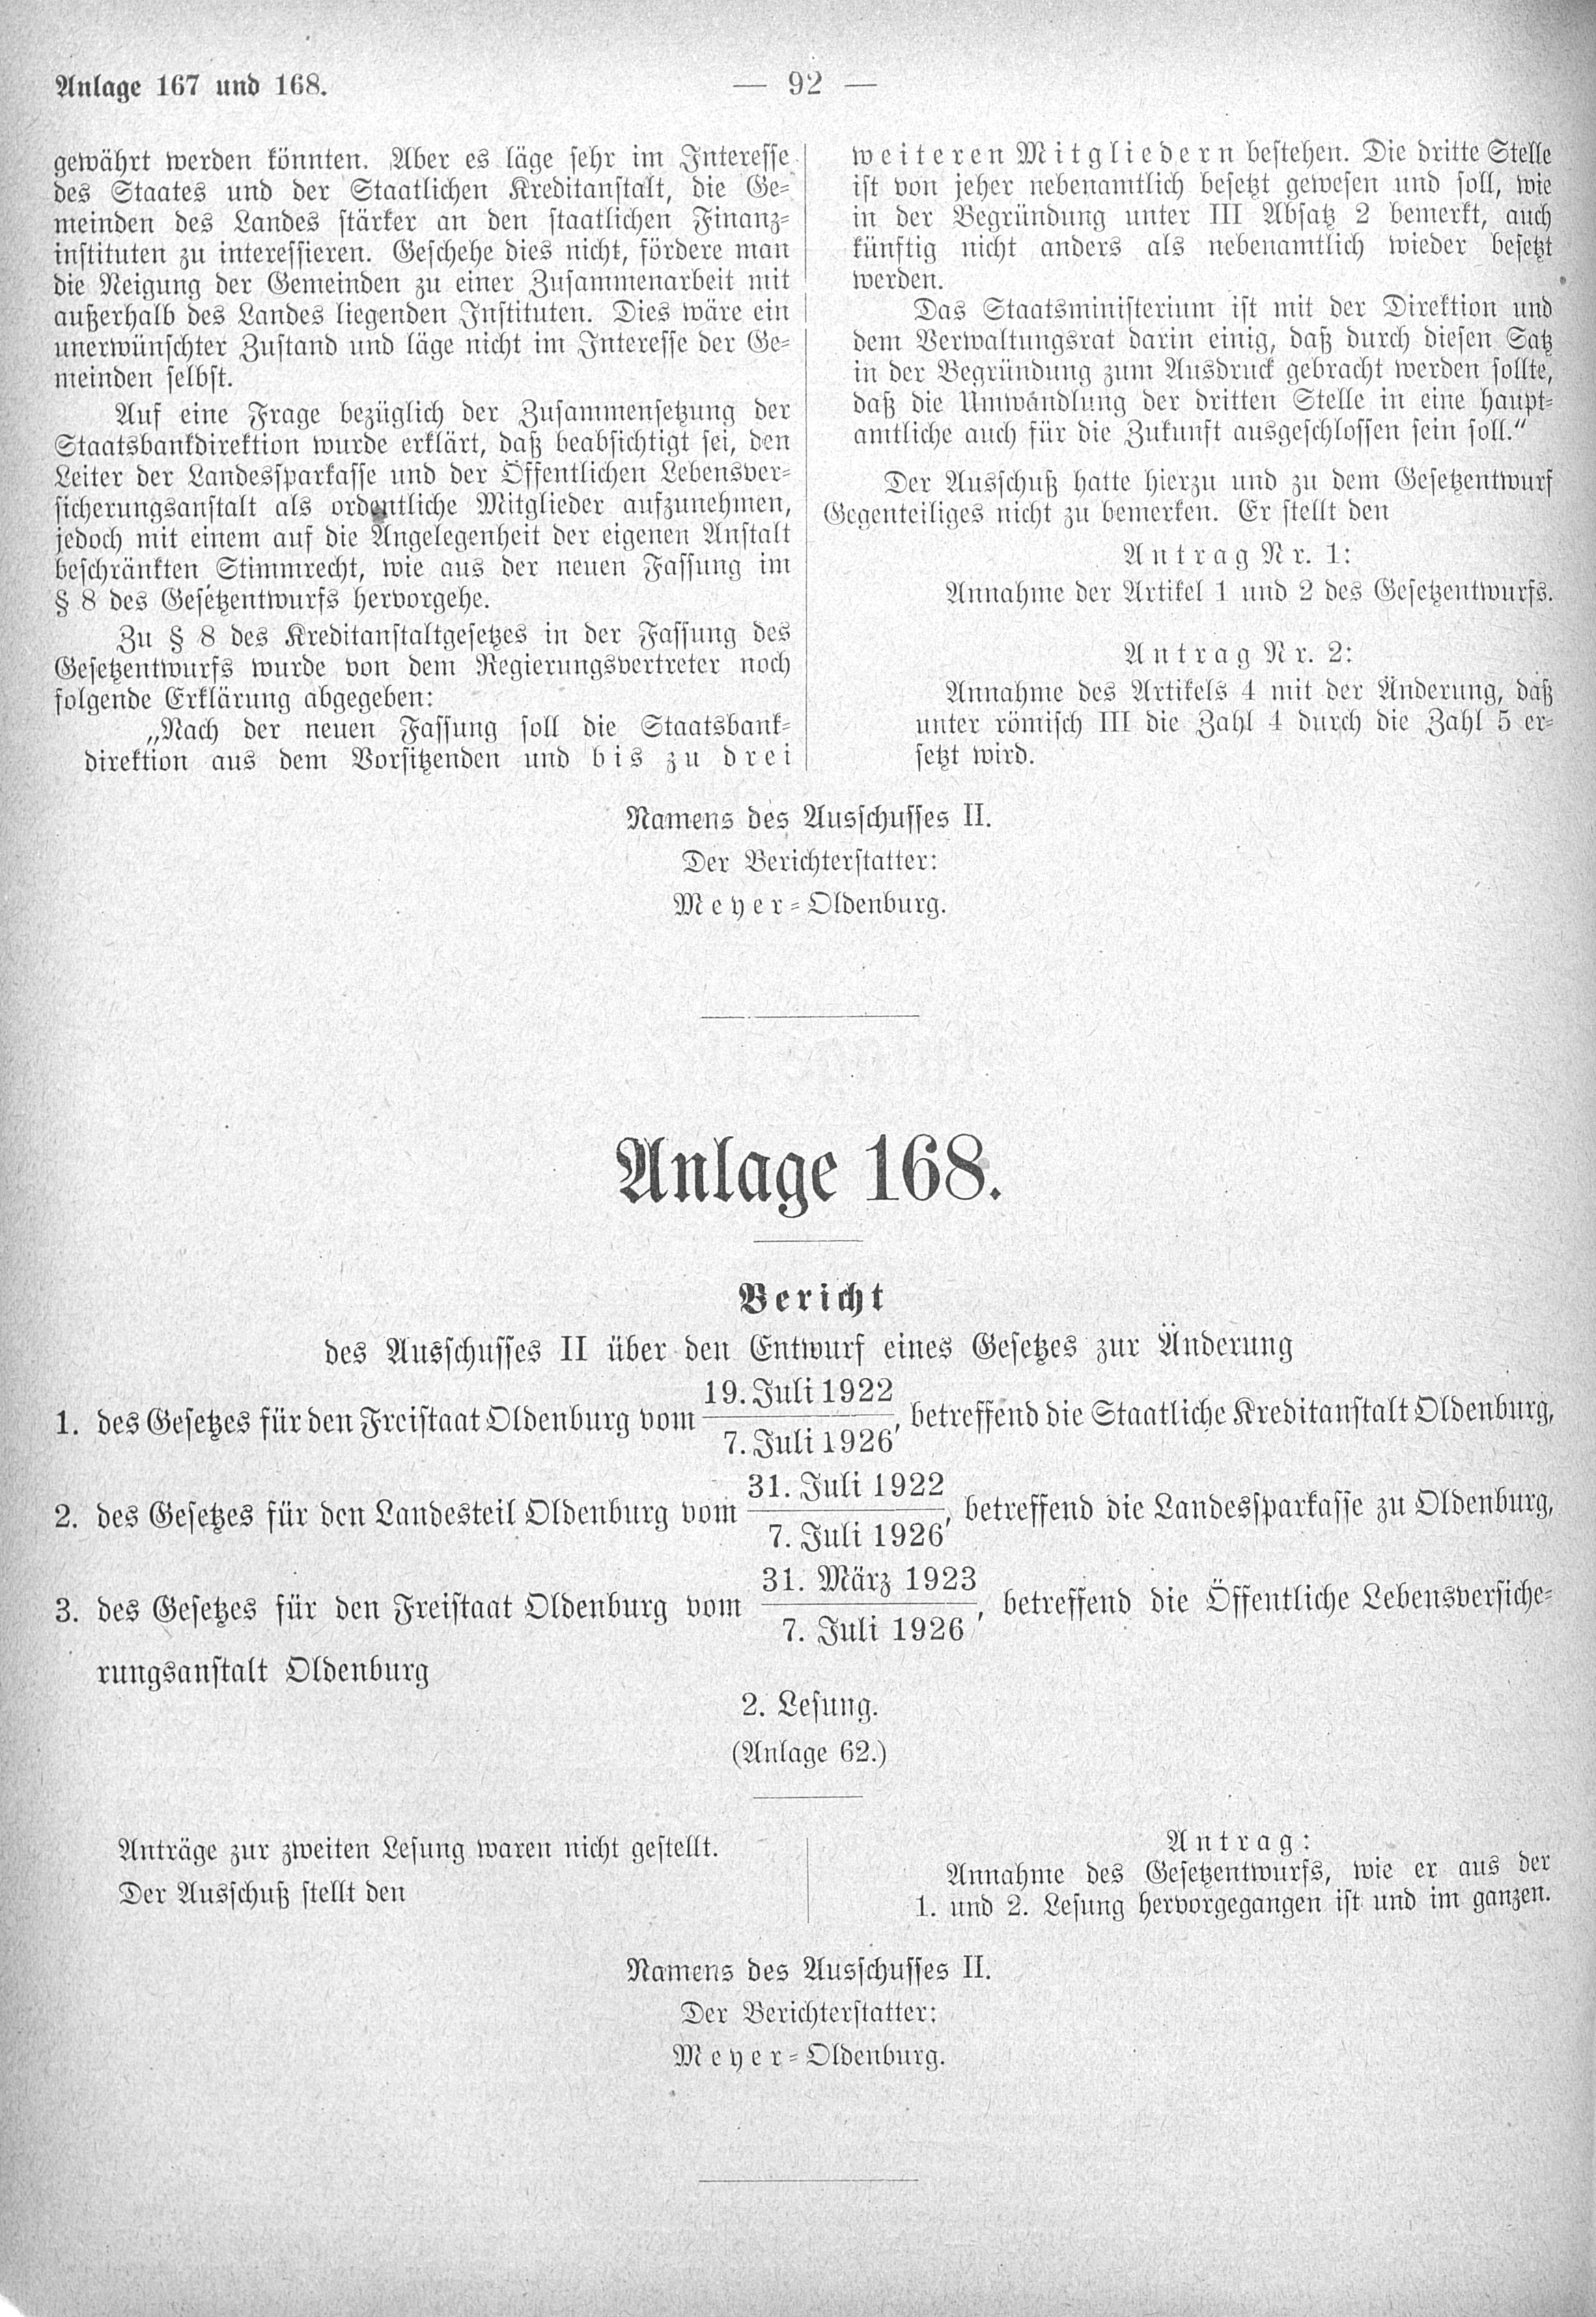 Anlage 167 und 168.
— 92 —
gewährt werden könnten. Aber es läge sehr im Interesse
des Staates und der Staatlichen Kreditanstalt, die Ge-
meinden des Landes stärker an den staatlichen Finanz-
instituten zu interessieren. Geschehe dies nicht, fördere man
die Neigung der Gemeinden zu einer Zusammenarbeit mit
außerhalb des Landes liegenden Instituten. Dies wäre ein
unerwünschter Zustand und läge nicht im Interesse der Ge-
meinden selbst.
Auf eine Frage bezüglich der Zusammensetzung der
Staatsbankdirektion wurde erklärt, daß beabsichtigt sei, den
Leiter der Landessparkasse und der Öffentlichen Lebensver-
sicherungsanstalt als ordentliche Mitglieder aufzunehmen,
jedoch mit einem auf die Angelegenheit der eigenen Anstalt
beschränkten Stimmrecht, wie aus der neuen Fassung im
§ 8 des Gesetzentwurfs hervorgehe.
Zu § 8 des Kreditanstaltgesetzes in der Fassung des
Gesetzentwurfs wurde von dem Regierungsvertreter noch
folgende Erklärung abgegeben:
„Nach der neuen Fassung soll die Staatsbank-
direktion aus dem Vorsitzenden und bis zu drei
weiteren Mitgliedern bestehen. Die dritte Stelle
ist von jeher nebenamtlich besetzt gewesen und soll, wie
in der Begründung unter III Absatz 2 bemerkt, auch
künftig nicht anders als nebenamtlich wieder besetzt
werden.
Das Staatsministerium ist mit der Direktion und
dem Verwaltungsrat darin einig, daß durch diesen Satz
in der Begründung zum Ausdruck gebracht werden sollte,
daß die Umwandlung der dritten Stelle in eine haupt-
amtliche auch für die Zukunft ausgeschlossen sein soll.“
Der Ausschuß hatte hierzu und zu dem Gesetzentwurf
Gegenteiliges nicht zu bemerken. Er stellt den
Antrag Nr. 1:
Annahme der Artikel 1 und 2 des Gesetzentwurfs.
Antrag Nr. 2:
Annahme des Artikels 4 mit der Änderung, daß
unter römisch III die Zahl 4 durch die Zahl 5 er-
setzt wird.
Namens des Ausschusses II.
Der Berichterstatter:
Meyer-Oldenburg.
Anlage 168.
Bericht
des Ausschusses II über den Entwurf eines Gesetzes zur Änderung
1. des Gesetzes für den Freistaat Oldenburg vom 19. Juli 1922 / 7. Juli 1926, betreffend die Staatliche Kreditanstalt Oldenburg,
2. des Gesetzes für den Landesteil Oldenburg vom 31. Juli 1922 / 7. Juli 1926, betreffend die Landessparkasse zu Oldenburg,
3. des Gesetzes für den Freistaat Oldenburg vom 31. März 1923 / 7. Juli 1926, betreffend die Öffentliche Lebensversiche-
rungsanstalt Oldenburg
2. Lesung.
(Anlage 62.)
Anträge zur zweiten Lesung waren nicht gestellt.
Der Ausschuß stellt den
Antrag:
Annahme des Gesetzentwurfs, wie er aus der
1. und 2. Lesung hervorgegangen ist und im ganzen.
Namens des Ausschusses II.
Der Berichterstatter:
Meyer-Oldenburg.